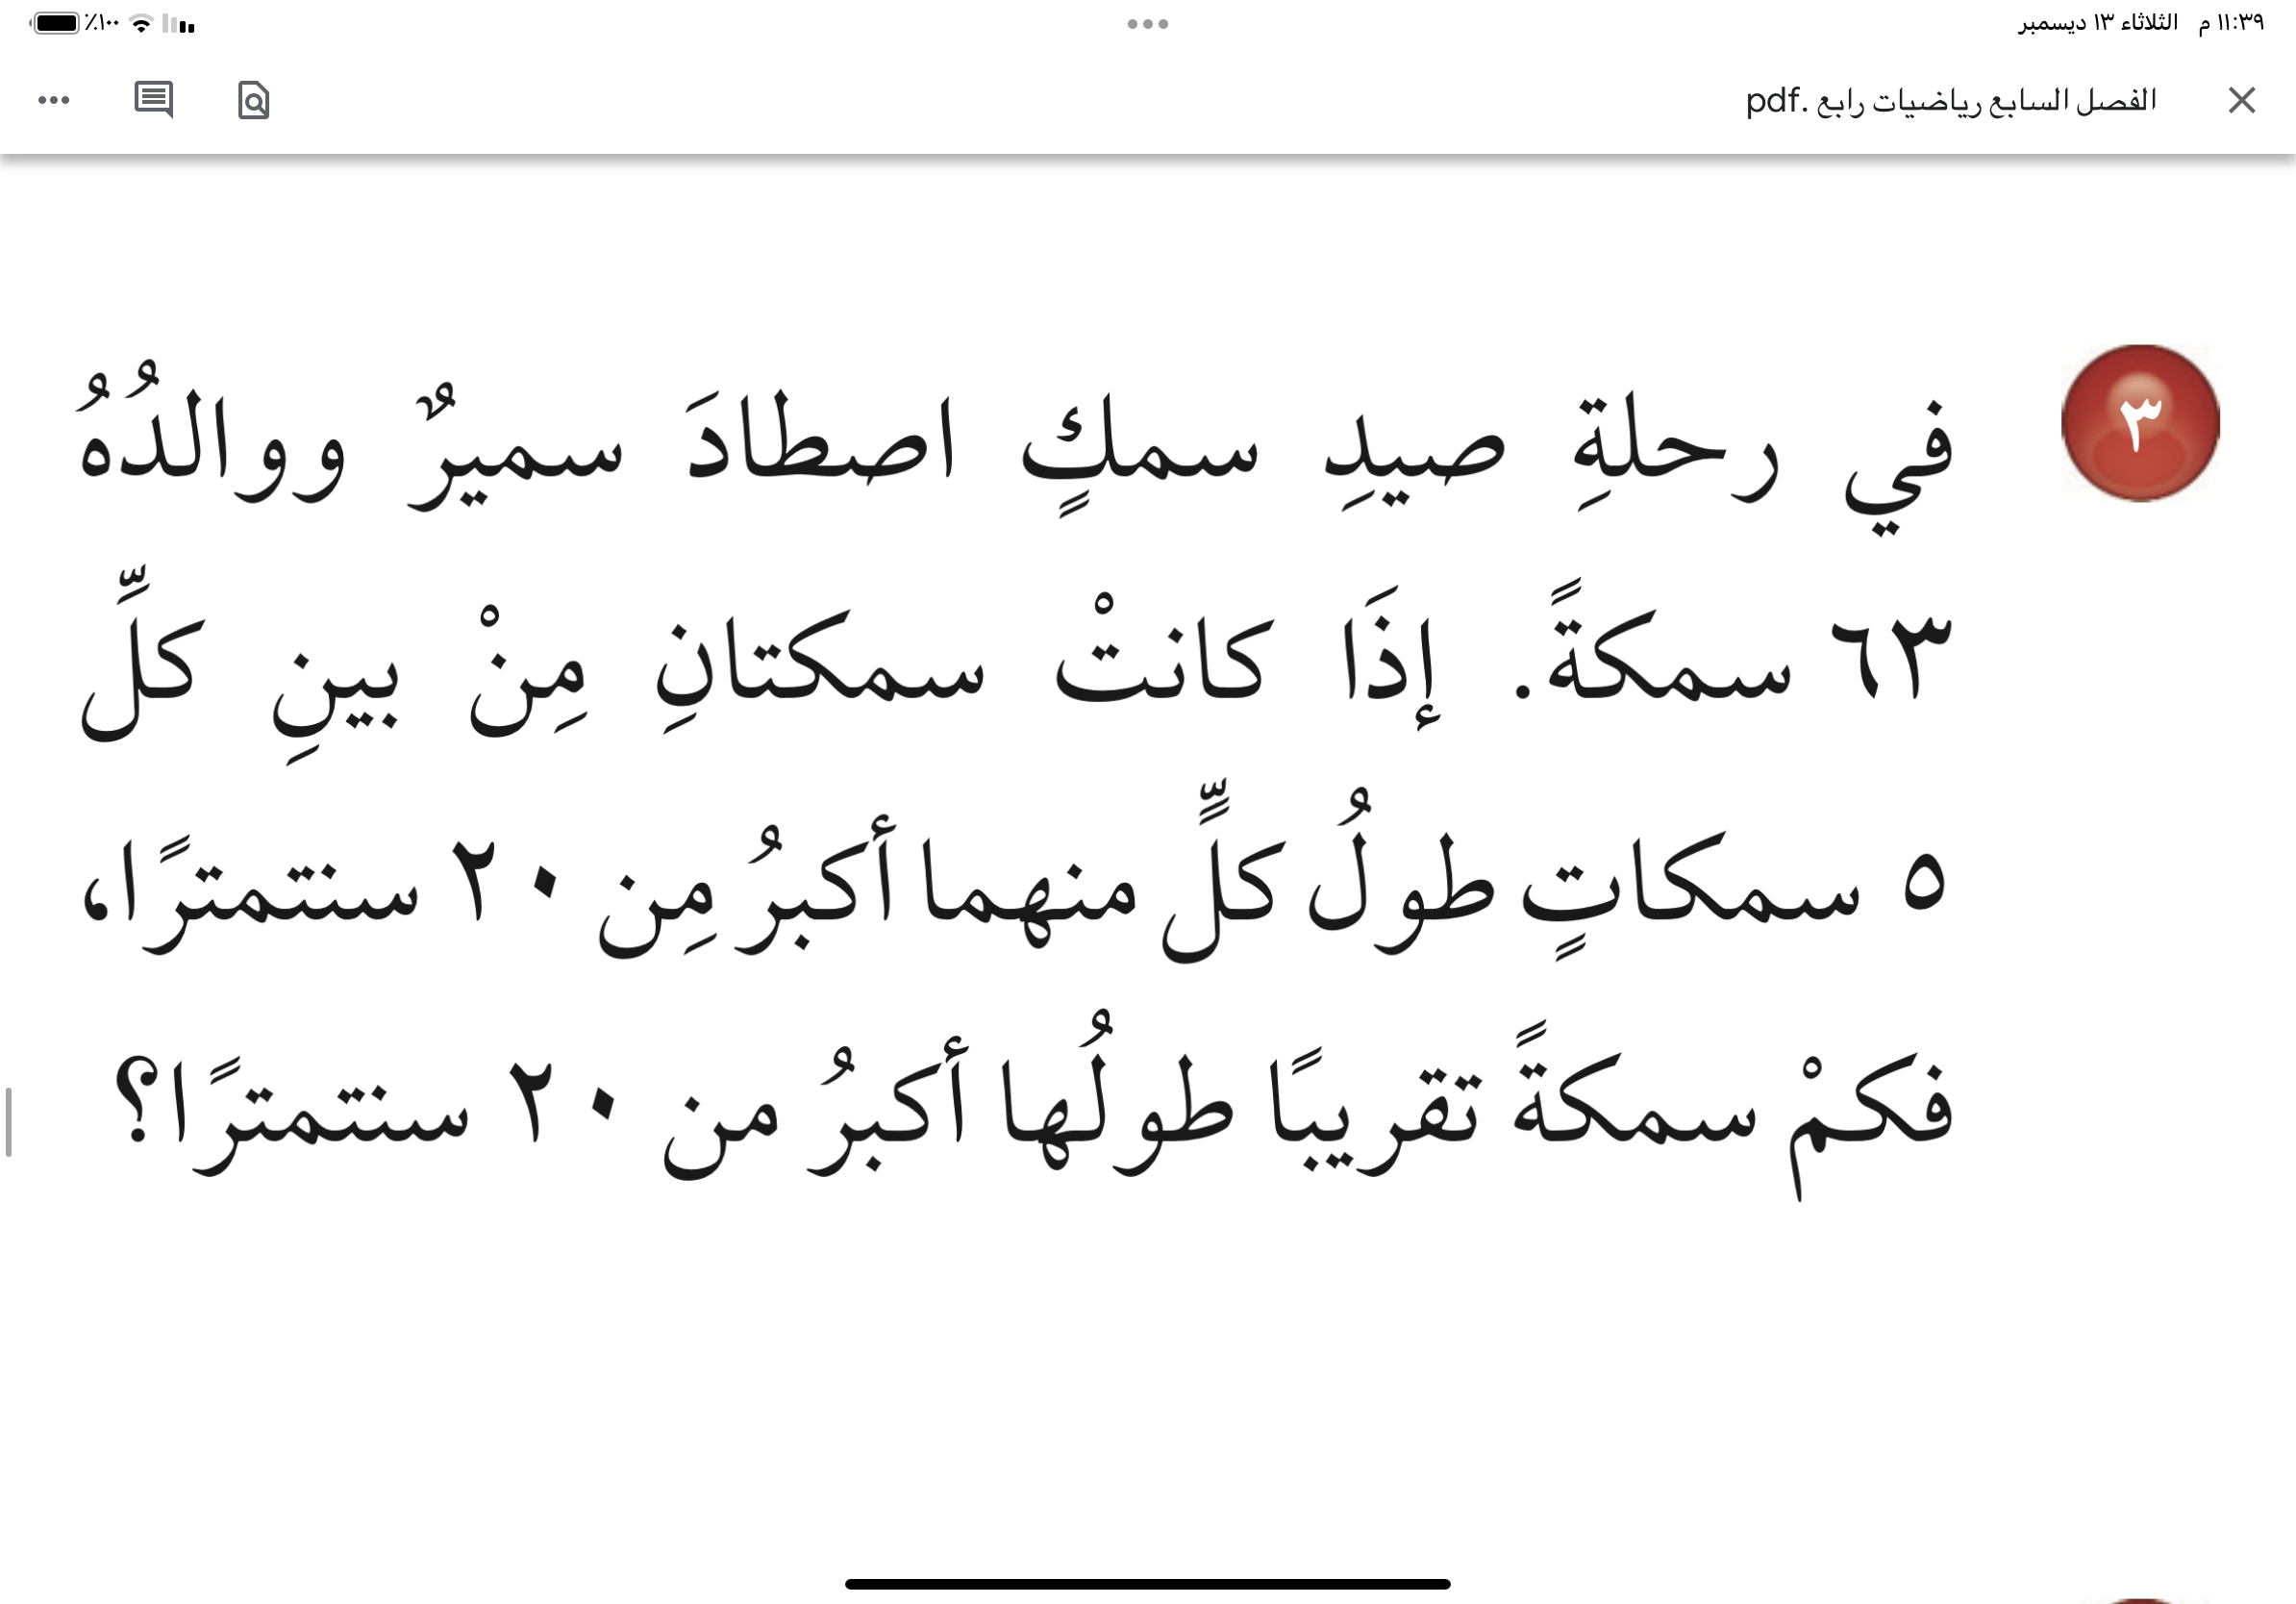 ١١:٣٩ م الثلاثاء ١٣ ديسمبر
٪١٠٠
الفصل السابع رياضيات رابع .pdf
٣
في رحلةِ صيدِ سمكٍ اصطادَ سميرٌ ووالدُهُ
٦٣ سمكةً. إذَا كانتْ سمكتانِ مِنْ بينِ كلِّ
٥ سمكاتٍ طولُ كلٍّ منهما أكبرُ مِن ٢٠ سنتمترًا،
فكمْ سمكةً تقريبًا طولُها أكبرُ من ٢٠ سنتمترًا؟